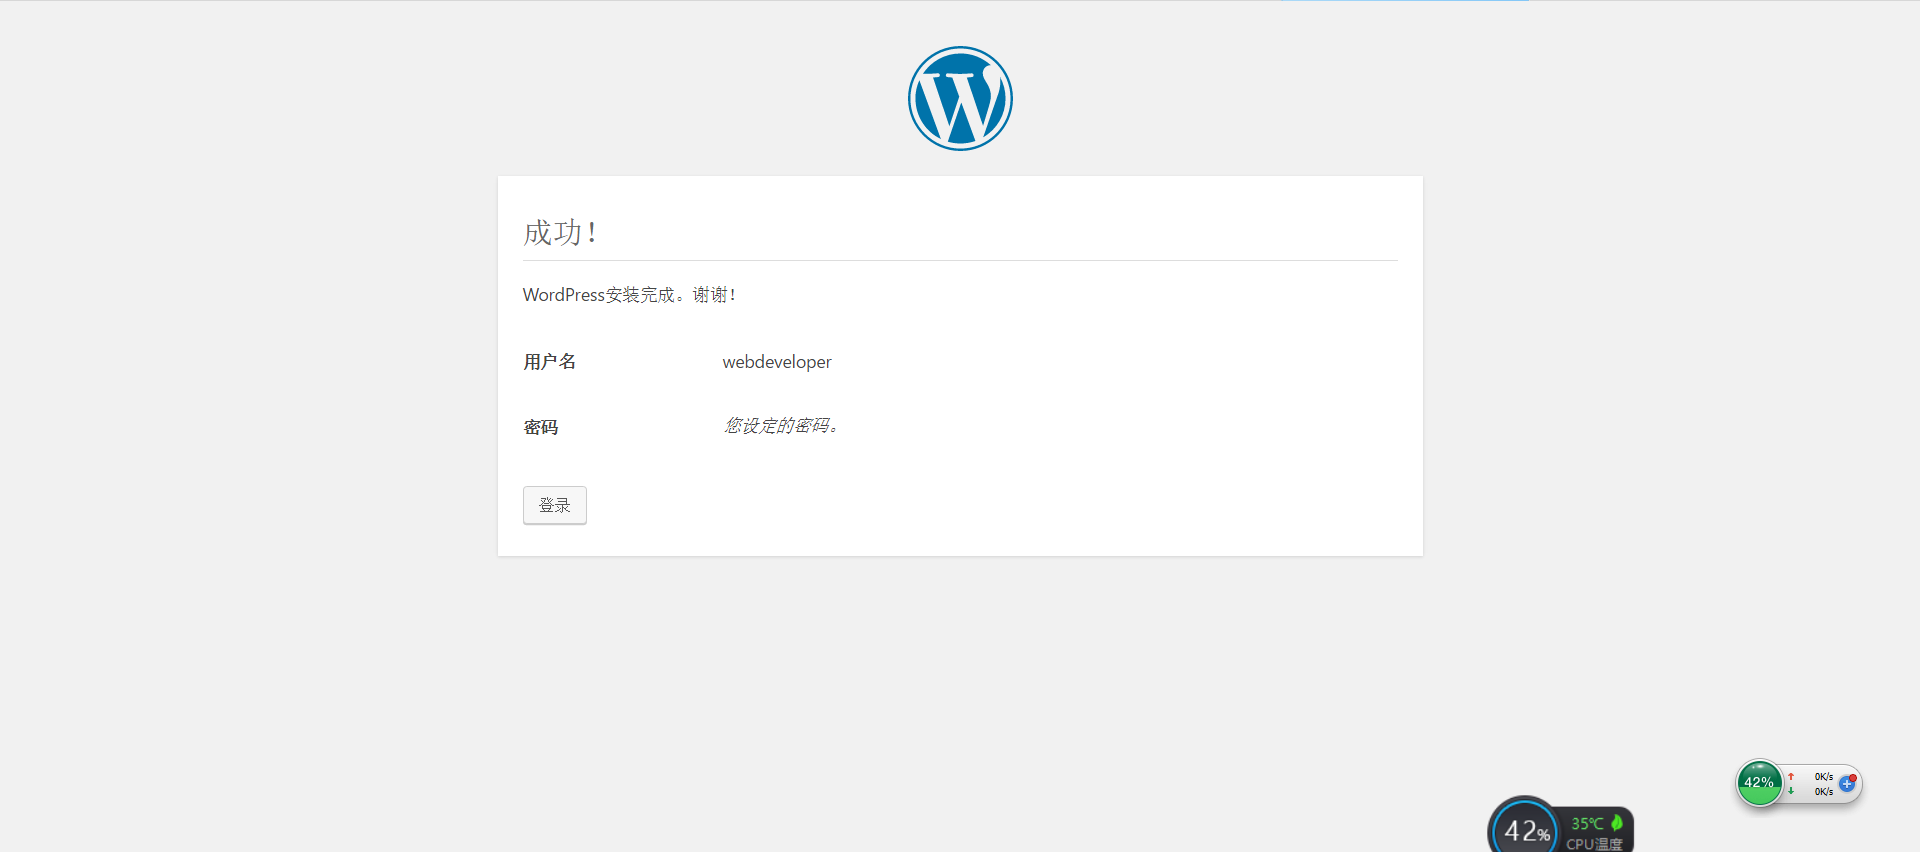 成功！
WordPress安装完成。谢谢！
用户名 webdeveloper
密码 您设定的密码。
登录
42% 0K/s
0K/s
42% 35℃
CPU温度